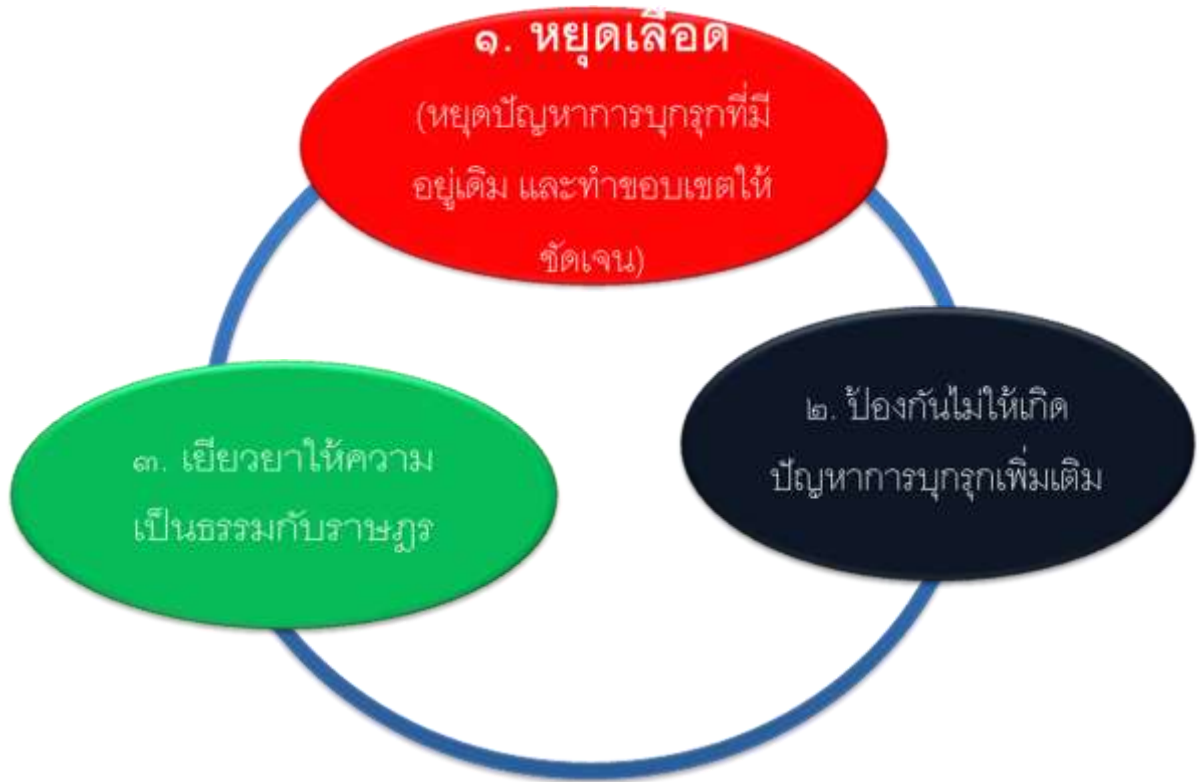 ๑. หยุดเลือด
(หยุดปัญหาการบุกรุกที่มี
อยู่เดิม และทำขอบเขตให้
ชัดเจน)
๒. ป้องกันไม่ให้เกิด
ปัญหาการบุกรุกเพิ่มเติม
๓. เยียวยาให้ความ
เป็นธรรมกับราษฎร